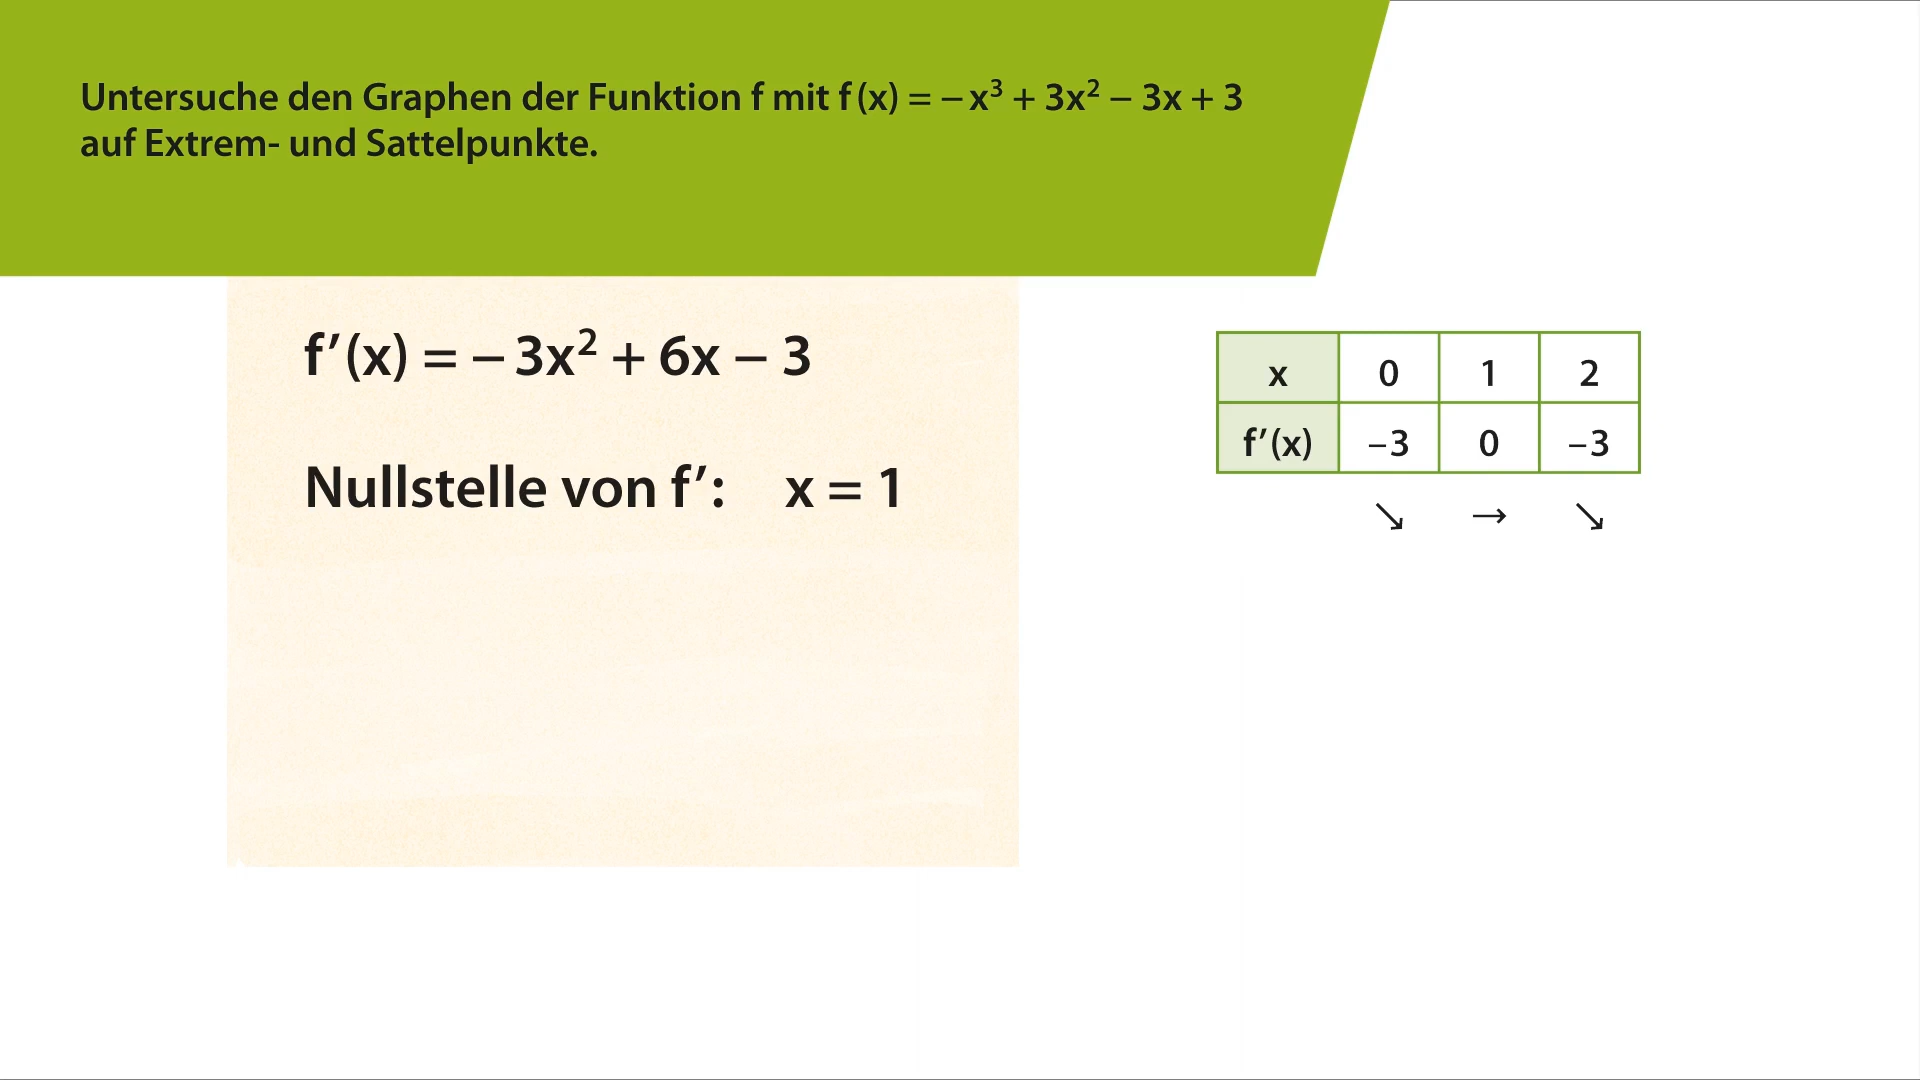 Untersuche den Graphen der Funktion f mit f (x) = − x³ + 3x² − 3x + 3
auf Extrem- und Sattelpunkte.
f′(x) = − 3x² + 6x − 3
Nullstelle von f′: x = 1
x 0 1 2
f′(x) −3 0 −3
↘ → ↘